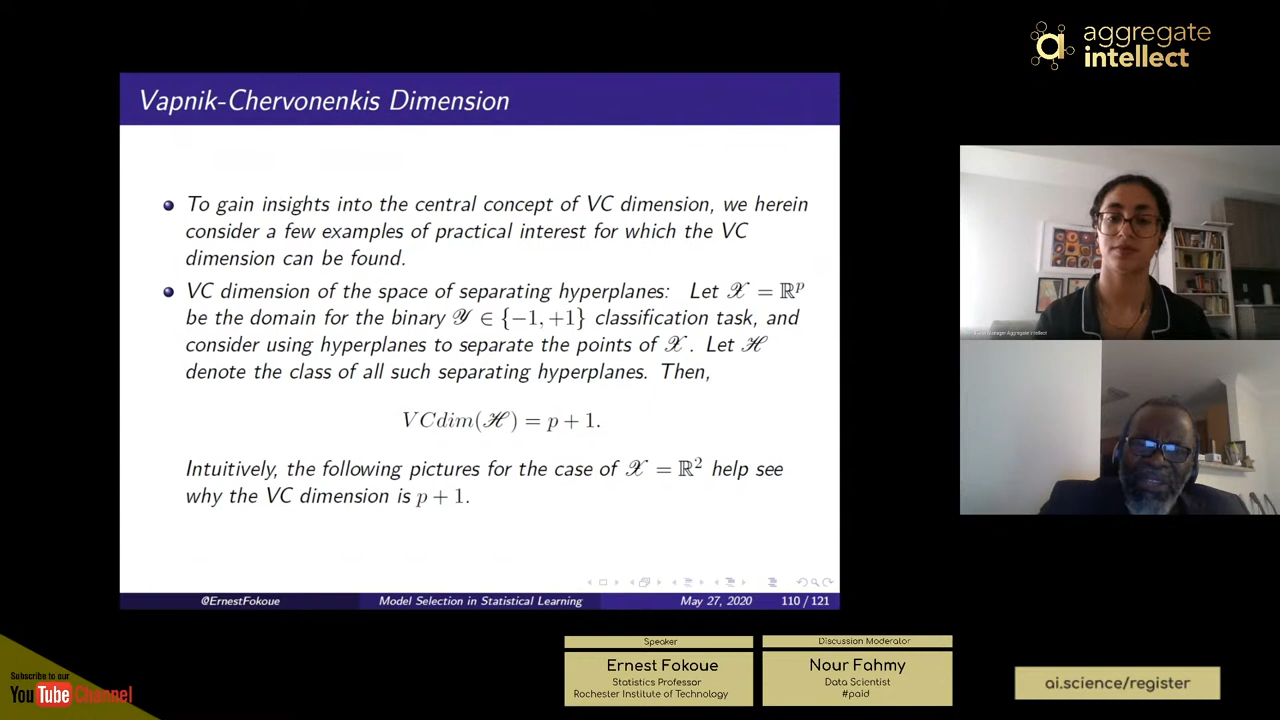 aggregate
intellect
Vapnik-Chervonenkis Dimension
To gain insights into the central concept of VC dimension, we herein
consider a few examples of practical interest for which the VC
dimension can be found.
VC dimension of the space of separating hyperplanes: Let 𝒳 = ℝᵖ
be the domain for the binary 𝒴 ∈ {−1, +1} classification task, and
consider using hyperplanes to separate the points of 𝒳. Let ℋ
denote the class of all such separating hyperplanes. Then,
VCdim(ℋ) = p + 1.
Intuitively, the following pictures for the case of 𝒳 = ℝ² help see
why the VC dimension is p + 1.
@ErnestFokoue Model Selection in Statistical Learning May 27, 2020 110 / 121
Speaker
Ernest Fokoue
Statistics Professor
Rochester Institute of Technology
Discussion Moderator
Nour Fahmy
Data Scientist
#paid
Subscribe to our
YouTube Channel
ai.science/register